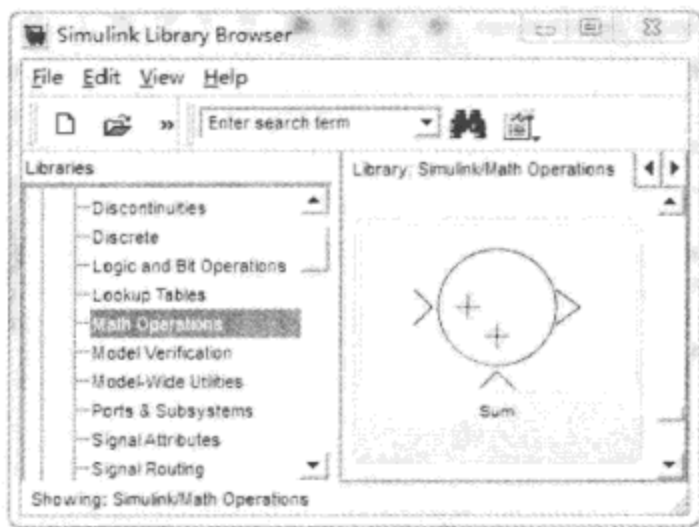 Simulink Library Browser
File Edit View Help
» Enter search term
Libraries
Library: Simulink/Math Operations
Discontinuities
Discrete
Logic and Bit Operations
Lookup Tables
Math Operations
Model Verification
Model-Wide Utilities
Ports & Subsystems
Signal Attributes
Signal Routing
Sum
Showing: Simulink/Math Operations